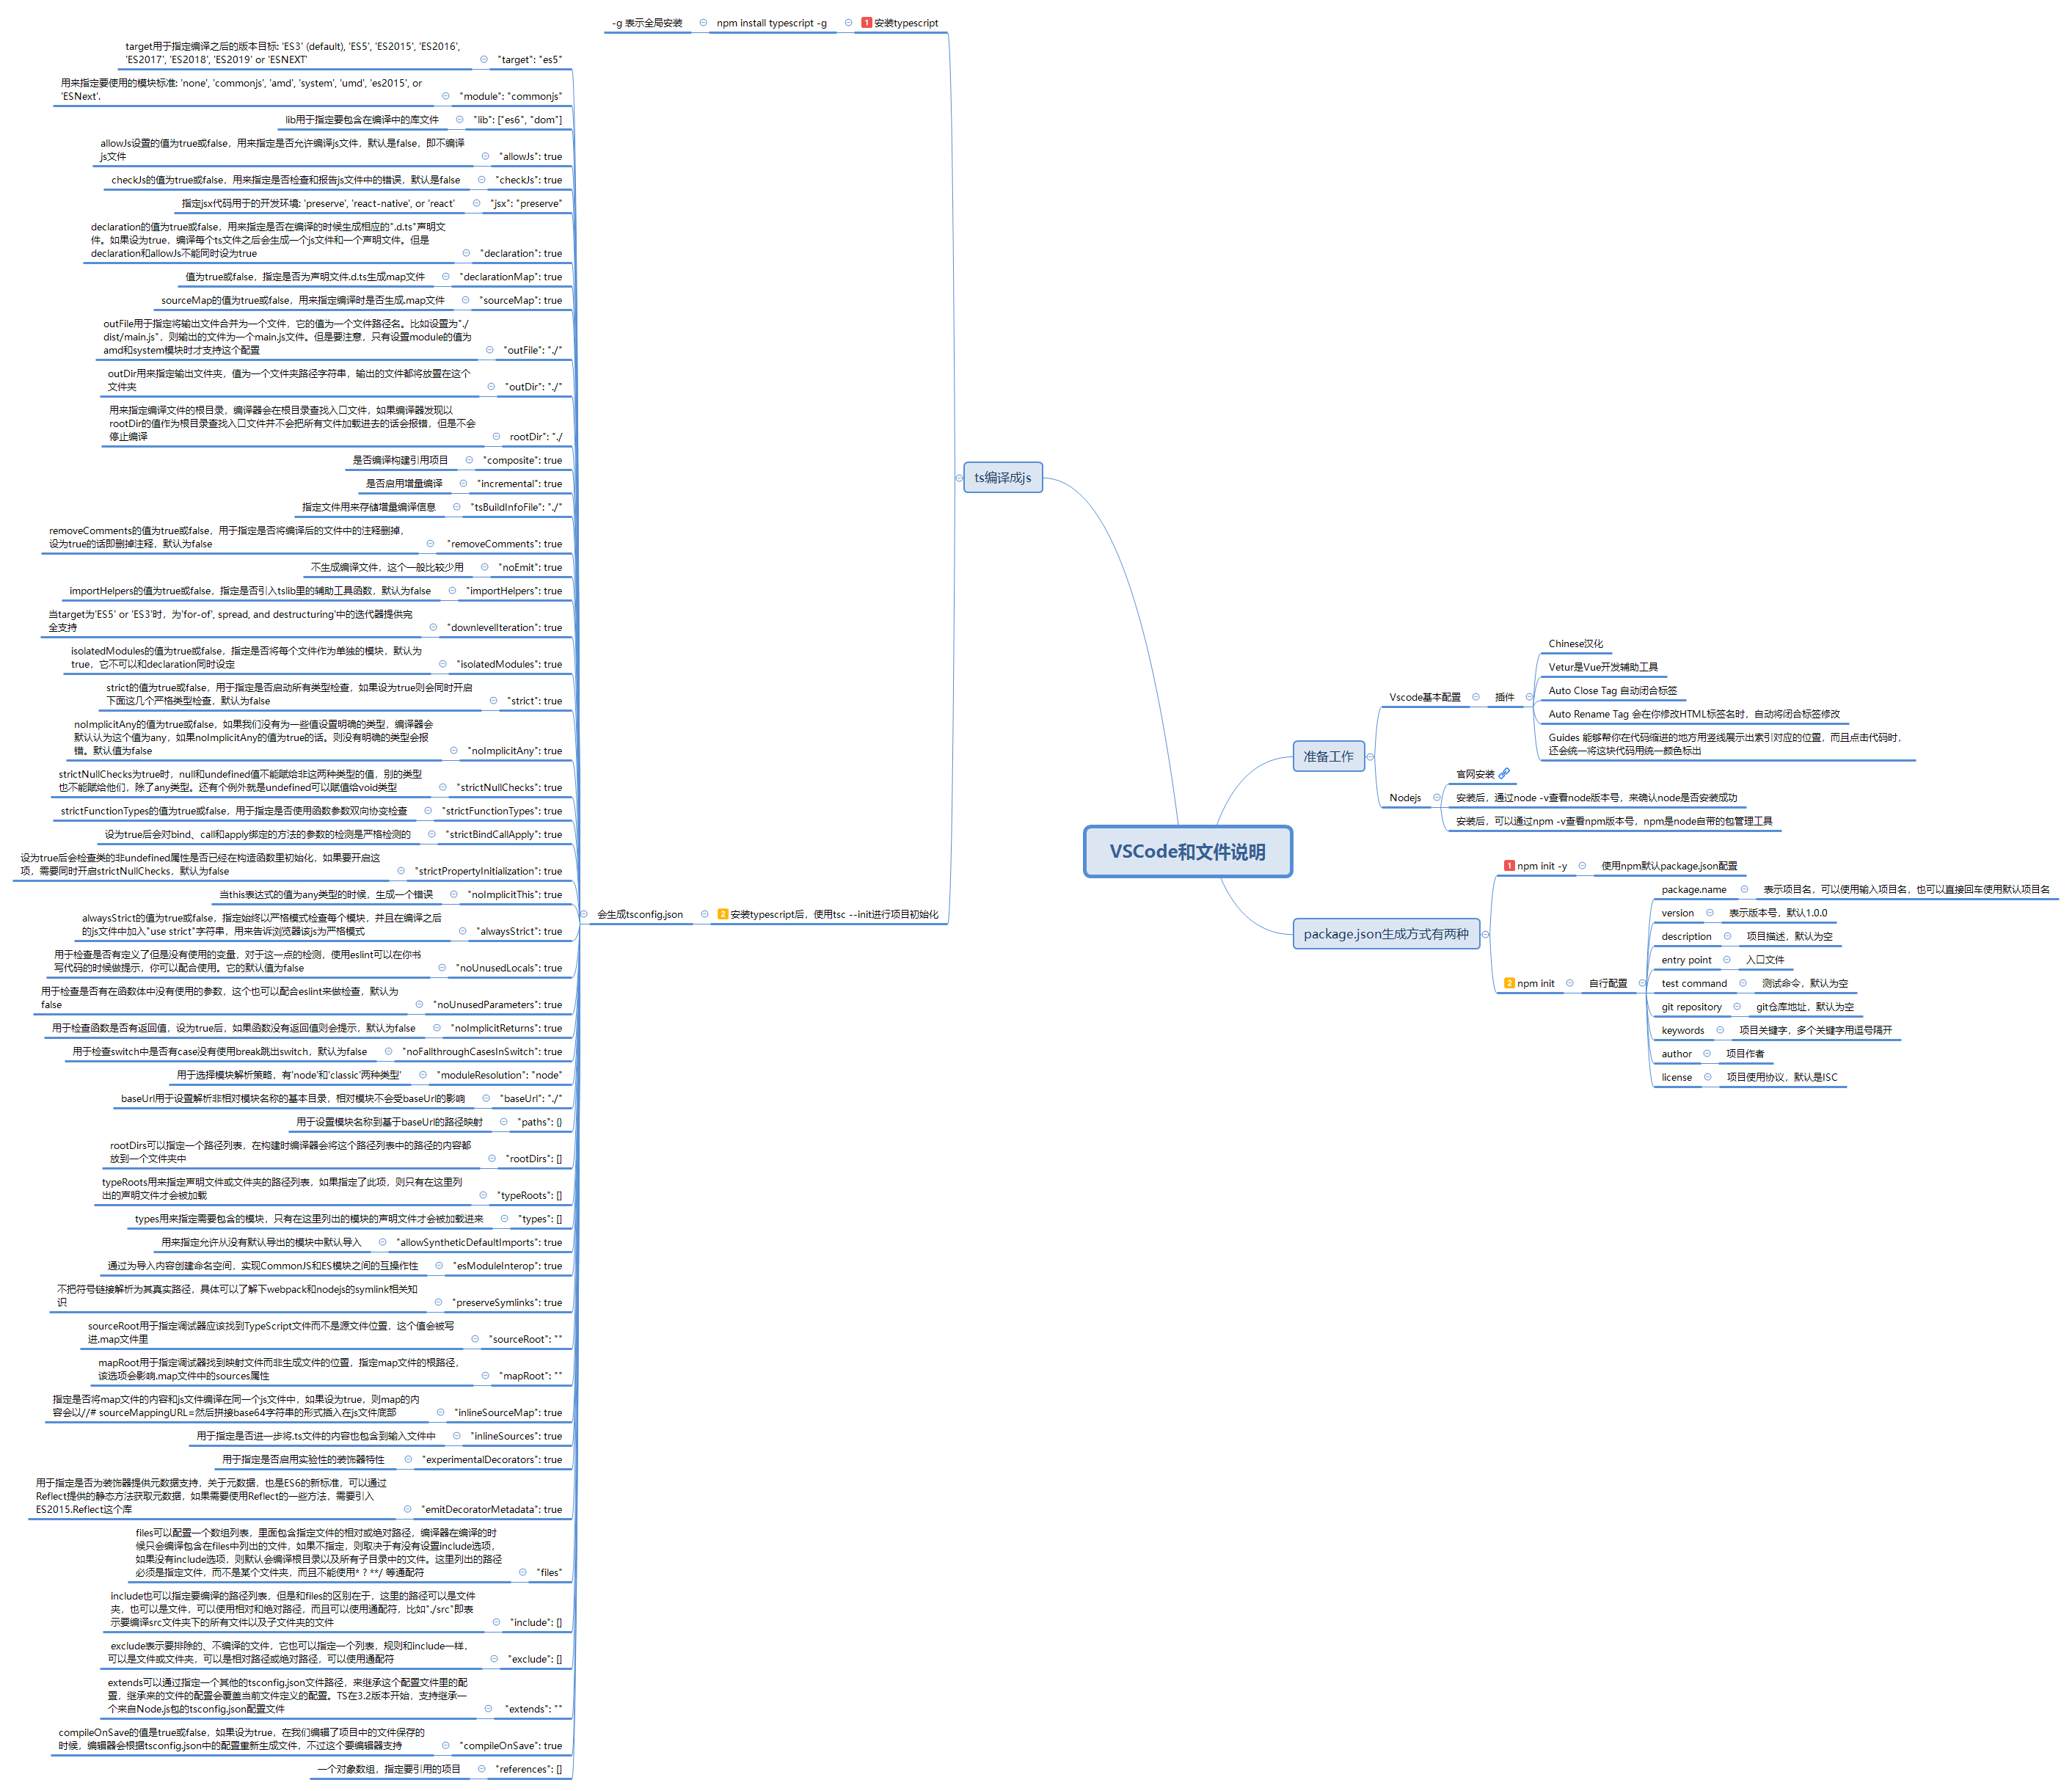 VSCode和文件说明
准备工作
Vscode基本配置
插件
Chinese汉化
Vetur是Vue开发辅助工具
Auto Close Tag 自动闭合标签
Auto Rename Tag 会在你修改HTML标签名时，自动将闭合标签修改
Guides 能够帮你在代码缩进的地方用竖线展示出索引对应的位置，而且点击代码时，
还会统一将这块代码用统一颜色标出
Nodejs
官网安装
安装后，通过node -v查看node版本号，来确认node是否安装成功
安装后，可以通过npm -v查看npm版本号，npm是node自带的包管理工具
package.json生成方式有两种
1 npm init -y
使用npm默认package.json配置
2 npm init
自行配置
package.name
表示项目名，可以使用输入项目名，也可以直接回车使用默认项目名
version
表示版本号，默认1.0.0
description
项目描述，默认为空
entry point
入口文件
test command
测试命令，默认为空
git repository
git仓库地址，默认为空
keywords
项目关键字，多个关键字用逗号隔开
author
项目作者
license
项目使用协议，默认是ISC
ts编译成js
1 安装typescript
npm install typescript -g
-g 表示全局安装
2 安装typescript后，使用tsc --init进行项目初始化
会生成tsconfig.json
"target": "es5"
target用于指定编译之后的版本目标: 'ES3' (default), 'ES5', 'ES2015', 'ES2016',
'ES2017', 'ES2018', 'ES2019' or 'ESNEXT'
"module": "commonjs"
用来指定要使用的模块标准: 'none', 'commonjs', 'amd', 'system', 'umd', 'es2015', or
'ESNext'.
"lib": ["es6", "dom"]
lib用于指定要包含在编译中的库文件
"allowJs": true
allowJs设置的值为true或false，用来指定是否允许编译js文件，默认是false，即不编译
js文件
"checkJs": true
checkJs的值为true或false，用来指定是否检查和报告js文件中的错误，默认是false
"jsx": "preserve"
指定jsx代码用于的开发环境: 'preserve', 'react-native', or 'react'
"declaration": true
declaration的值为true或false，用来指定是否在编译的时候生成相应的".d.ts"声明文
件。如果设为true，编译每个ts文件之后会生成一个js文件和一个声明文件。但是
declaration和allowJs不能同时设为true
"declarationMap": true
值为true或false，指定是否为声明文件.d.ts生成map文件
"sourceMap": true
sourceMap的值为true或false，用来指定编译时是否生成.map文件
"outFile": "./"
outFile用于指定将输出文件合并为一个文件，它的值为一个文件路径名。比如设置为"./
dist/main.js"，则输出的文件为一个main.js文件。但是要注意，只有设置module的值为
amd和system模块时才支持这个配置
"outDir": "./"
outDir用来指定输出文件夹，值为一个文件夹路径字符串，输出的文件都将放置在这个
文件夹
rootDir": "./
用来指定编译文件的根目录，编译器会在根目录查找入口文件，如果编译器发现以
rootDir的值作为根目录查找入口文件并不会把所有文件加载进去的话会报错，但是不会
停止编译
"composite": true
是否编译构建引用项目
"incremental": true
是否启用增量编译
"tsBuildInfoFile": "./"
指定文件用来存储增量编译信息
"removeComments": true
removeComments的值为true或false，用于指定是否将编译后的文件中的注释删掉，
设为true的话即删掉注释，默认为false
"noEmit": true
不生成编译文件，这个一般比较少用
"importHelpers": true
importHelpers的值为true或false，指定是否引入tslib里的辅助工具函数，默认为false
"downlevelIteration": true
当target为'ES5' or 'ES3'时，为'for-of', spread, and destructuring'中的迭代器提供完
全支持
"isolatedModules": true
isolatedModules的值为true或false，指定是否将每个文件作为单独的模块，默认为
true，它不可以和declaration同时设定
"strict": true
strict的值为true或false，用于指定是否启动所有类型检查，如果设为true则会同时开启
下面这几个严格类型检查，默认为false
"noImplicitAny": true
noImplicitAny的值为true或false，如果我们没有为一些值设置明确的类型，编译器会
默认认为这个值为any，如果noImplicitAny的值为true的话。则没有明确的类型会报
错。默认值为false
"strictNullChecks": true
strictNullChecks为true时，null和undefined值不能赋给非这两种类型的值，别的类型
也不能赋给他们，除了any类型。还有个例外就是undefined可以赋值给void类型
"strictFunctionTypes": true
strictFunctionTypes的值为true或false，用于指定是否使用函数参数双向协变检查
"strictBindCallApply": true
设为true后会对bind、call和apply绑定的方法的参数的检测是严格检测的
"strictPropertyInitialization": true
设为true后会检查类的非undefined属性是否已经在构造函数里初始化，如果要开启这
项，需要同时开启strictNullChecks，默认为false
"noImplicitThis": true
当this表达式的值为any类型的时候，生成一个错误
"alwaysStrict": true
alwaysStrict的值为true或false，指定始终以严格模式检查每个模块，并且在编译之后
的js文件中加入"use strict"字符串，用来告诉浏览器该js为严格模式
"noUnusedLocals": true
用于检查是否有定义了但是没有使用的变量，对于这一点的检测，使用eslint可以在你书
写代码的时候做提示，你可以配合使用。它的默认值为false
"noUnusedParameters": true
用于检查是否有在函数体中没有使用的参数，这个也可以配合eslint来做检查，默认为
false
"noImplicitReturns": true
用于检查函数是否有返回值，设为true后，如果函数没有返回值则会提示，默认为false
"noFallthroughCasesInSwitch": true
用于检查switch中是否有case没有使用break跳出switch，默认为false
"moduleResolution": "node"
用于选择模块解析策略，有'node'和'classic'两种类型'
"baseUrl": "./"
baseUrl用于设置解析非相对模块名称的基本目录，相对模块不会受baseUrl的影响
"paths": {}
用于设置模块名称到基于baseUrl的路径映射
"rootDirs": []
rootDirs可以指定一个路径列表，在构建时编译器会将这个路径列表中的路径的内容都
放到一个文件夹中
"typeRoots": []
typeRoots用来指定声明文件或文件夹的路径列表，如果指定了此项，则只有在这里列
出的声明文件才会被加载
"types": []
types用来指定需要包含的模块，只有在这里列出的模块的声明文件才会被加载进来
"allowSyntheticDefaultImports": true
用来指定允许从没有默认导出的模块中默认导入
"esModuleInterop": true
通过为导入内容创建命名空间，实现CommonJS和ES模块之间的互操作性
"preserveSymlinks": true
不把符号链接解析为其真实路径，具体可以了解下webpack和nodejs的symlink相关知
识
"sourceRoot": ""
sourceRoot用于指定调试器应该找到TypeScript文件而不是源文件位置，这个值会被写
进.map文件里
"mapRoot": ""
mapRoot用于指定调试器找到映射文件而非生成文件的位置，指定map文件的根路径，
该选项会影响.map文件中的sources属性
"inlineSourceMap": true
指定是否将map文件的内容和js文件编译在同一个js文件中，如果设为true，则map的内
容会以//# sourceMappingURL=然后拼接base64字符串的形式插入在js文件底部
"inlineSources": true
用于指定是否进一步将.ts文件的内容也包含到输入文件中
"experimentalDecorators": true
用于指定是否启用实验性的装饰器特性
"emitDecoratorMetadata": true
用于指定是否为装饰器提供元数据支持，关于元数据，也是ES6的新标准，可以通过
Reflect提供的静态方法获取元数据，如果需要使用Reflect的一些方法，需要引入
ES2015.Reflect这个库
"files"
files可以配置一个数组列表，里面包含指定文件的相对或绝对路径，编译器在编译的时
候只会编译包含在files中列出的文件，如果不指定，则取决于有没有设置include选项，
如果没有include选项，则默认会编译根目录以及所有子目录中的文件。这里列出的路径
必须是指定文件，而不是某个文件夹，而且不能使用* ? **/ 等通配符
"include": []
include也可以指定要编译的路径列表，但是和files的区别在于，这里的路径可以是文件
夹，也可以是文件，可以使用相对和绝对路径，而且可以使用通配符，比如"./src"即表
示要编译src文件夹下的所有文件以及子文件夹的文件
"exclude": []
exclude表示要排除的、不编译的文件，它也可以指定一个列表，规则和include一样，
可以是文件或文件夹，可以是相对路径或绝对路径，可以使用通配符
"extends": ""
extends可以通过指定一个其他的tsconfig.json文件路径，来继承这个配置文件里的配
置，继承来的文件的配置会覆盖当前文件定义的配置。TS在3.2版本开始，支持继承一
个来自Node.js包的tsconfig.json配置文件
"compileOnSave": true
compileOnSave的值是true或false，如果设为true，在我们编辑了项目中的文件保存的
时候，编辑器会根据tsconfig.json中的配置重新生成文件，不过这个要编辑器支持
"references": []
一个对象数组，指定要引用的项目